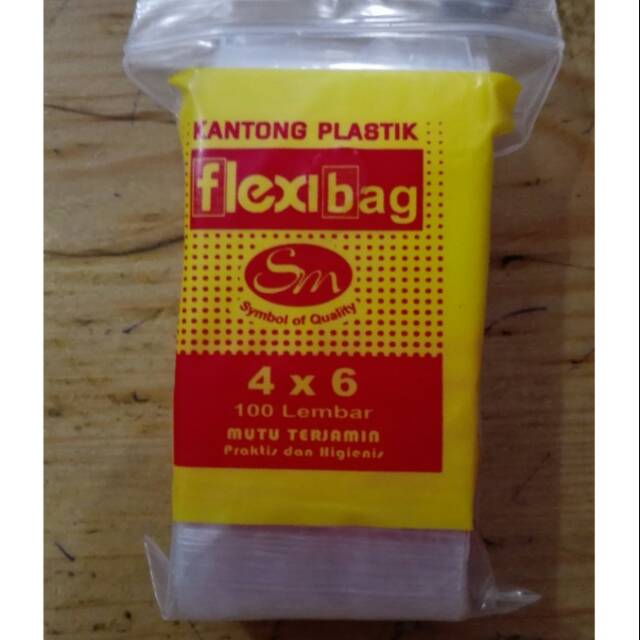 KANTONG PLASTIK
flexibag
Sm
Symbol of Quality
4 x 6
100 Lembar
MUTU TERJAMIN
Praktis dan Higienis